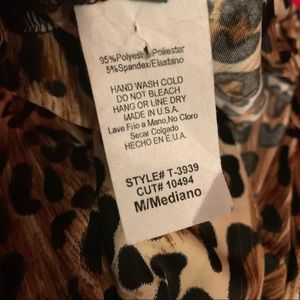 95%Polyester/Poliester
5%Spandex/Elastano
HAND WASH COLD
DO NOT BLEACH
HANG OR LINE DRY
MADE IN U.S.A.
Lave Frio a Mano,No Cloro
Secar Colgado
HECHO EN E.U.A.
STYLE# T-3939
CUT# 10494
M/Mediano